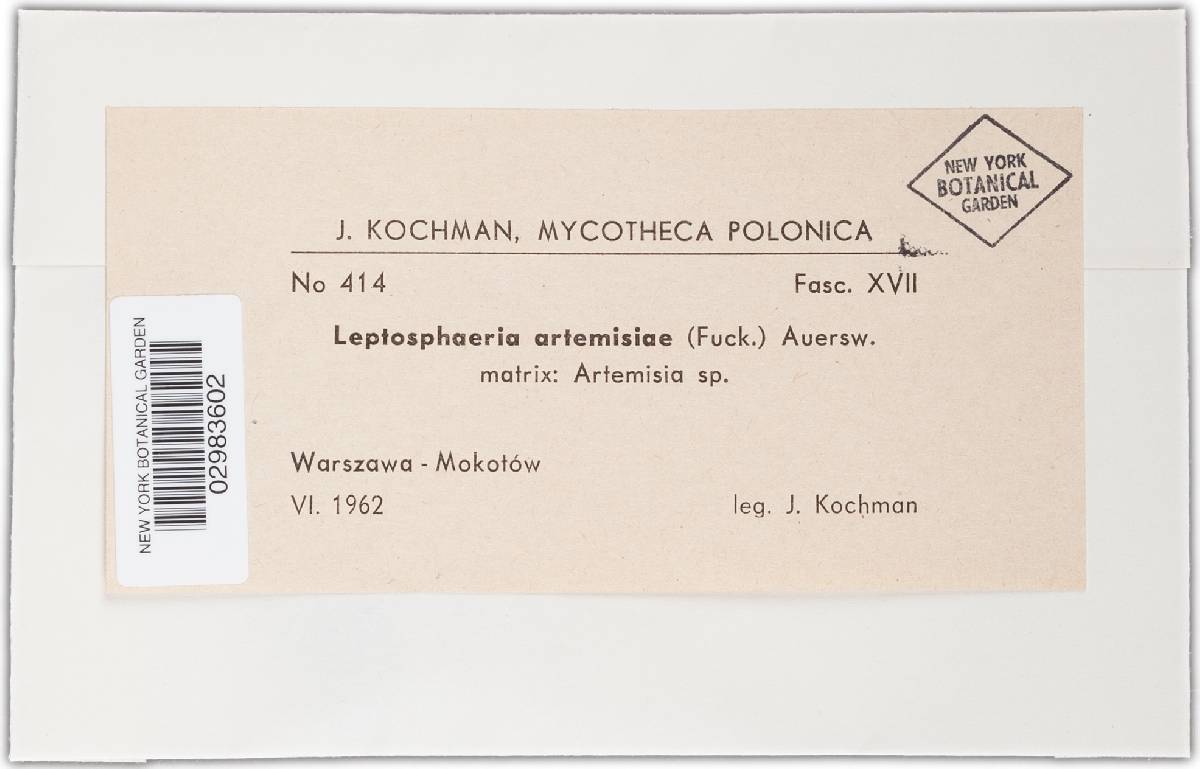 NEW YORK
BOTANICAL
GARDEN
J. KOCHMAN, MYCOTHECA POLONICA
No 414 Fasc. XVII
Leptosphaeria artemisiae (Fuck.) Auersw.
matrix: Artemisia sp.
Warszawa - Mokotów
VI. 1962 leg. J. Kochman
NEW YORK BOTANICAL GARDEN
02983602